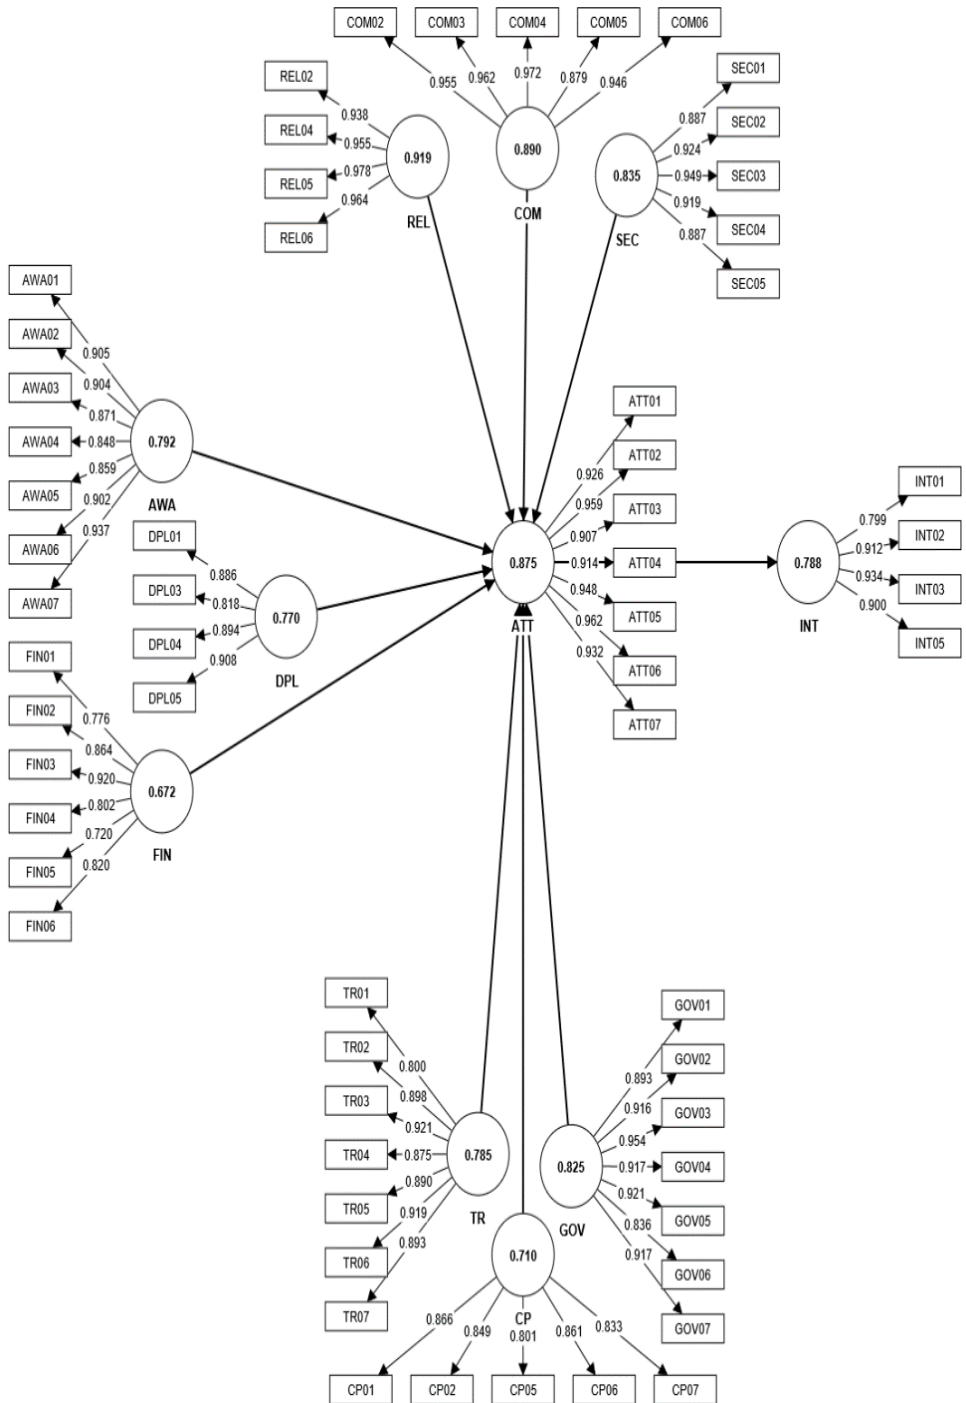 COM02 COM03 COM04 COM05 COM06
0.955 0.962 0.972 0.879 0.946
0.890
COM
REL02
REL04
REL05
REL06
0.938
0.955
0.978
0.964
0.919
REL
SEC01
SEC02
SEC03
SEC04
SEC05
0.887
0.924
0.949
0.919
0.887
0.835
SEC
AWA01
AWA02
AWA03
AWA04
AWA05
AWA06
AWA07
0.905
0.904
0.871
0.848
0.859
0.902
0.937
0.792
AWA
DPL01
DPL03
DPL04
DPL05
0.886
0.818
0.894
0.908
0.770
DPL
FIN01
FIN02
FIN03
FIN04
FIN05
FIN06
0.776
0.864
0.920
0.802
0.720
0.820
0.672
FIN
ATT01
ATT02
ATT03
ATT04
ATT05
ATT06
ATT07
0.926
0.959
0.907
0.914
0.948
0.962
0.932
0.875
ATT
INT01
INT02
INT03
INT05
0.799
0.912
0.934
0.900
0.788
INT
TR01
TR02
TR03
TR04
TR05
TR06
TR07
0.800
0.898
0.921
0.875
0.890
0.919
0.893
0.785
TR
GOV01
GOV02
GOV03
GOV04
GOV05
GOV06
GOV07
0.893
0.916
0.954
0.917
0.921
0.836
0.917
0.825
GOV
0.710
CP
0.866 0.849 0.801 0.861 0.833
CP01 CP02 CP05 CP06 CP07